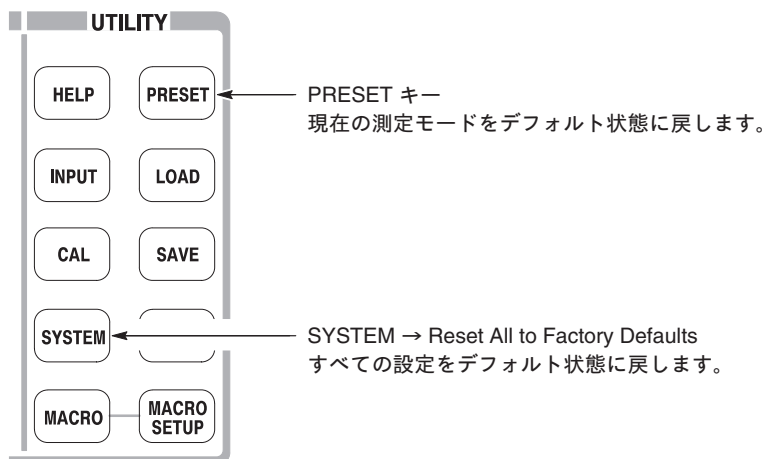 UTILITY
HELP
PRESET
PRESET キー
現在の測定モードをデフォルト状態に戻します。
INPUT
LOAD
CAL
SAVE
SYSTEM
SYSTEM → Reset All to Factory Defaults
すべての設定をデフォルト状態に戻します。
MACRO
MACRO
SETUP